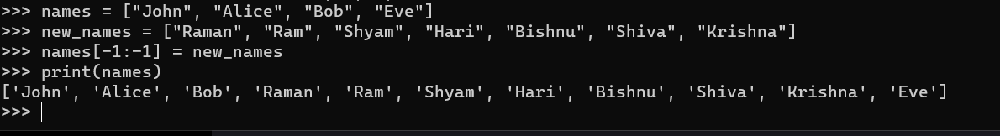 >>> names = ["John", "Alice", "Bob", "Eve"]
>>> new_names = ["Raman", "Ram", "Shyam", "Hari", "Bishnu", "Shiva", "Krishna"]
>>> names[-1:-1] = new_names
>>> print(names)
['John', 'Alice', 'Bob', 'Raman', 'Ram', 'Shyam', 'Hari', 'Bishnu', 'Shiva', 'Krishna', 'Eve']
>>>